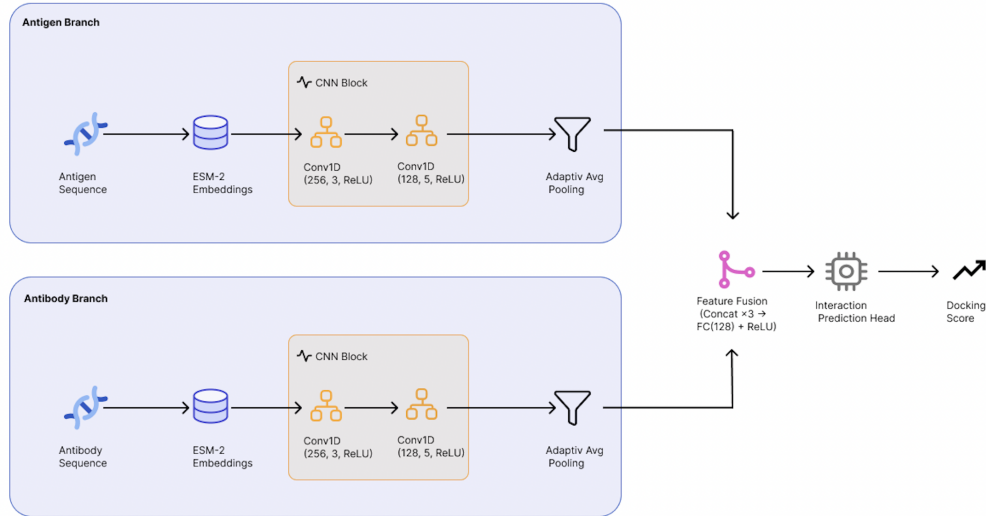 Antigen Branch
CNN Block
Antigen
Sequence
ESM-2
Embeddings
Conv1D
(256, 3, ReLU)
Conv1D
(128, 5, ReLU)
Adaptiv Avg
Pooling
Feature Fusion
(Concat ×3 →
FC(128) + ReLU)
Interaction
Prediction Head
Docking
Score
Antibody Branch
CNN Block
Antibody
Sequence
ESM-2
Embeddings
Conv1D
(256, 3, ReLU)
Conv1D
(128, 5, ReLU)
Adaptiv Avg
Pooling